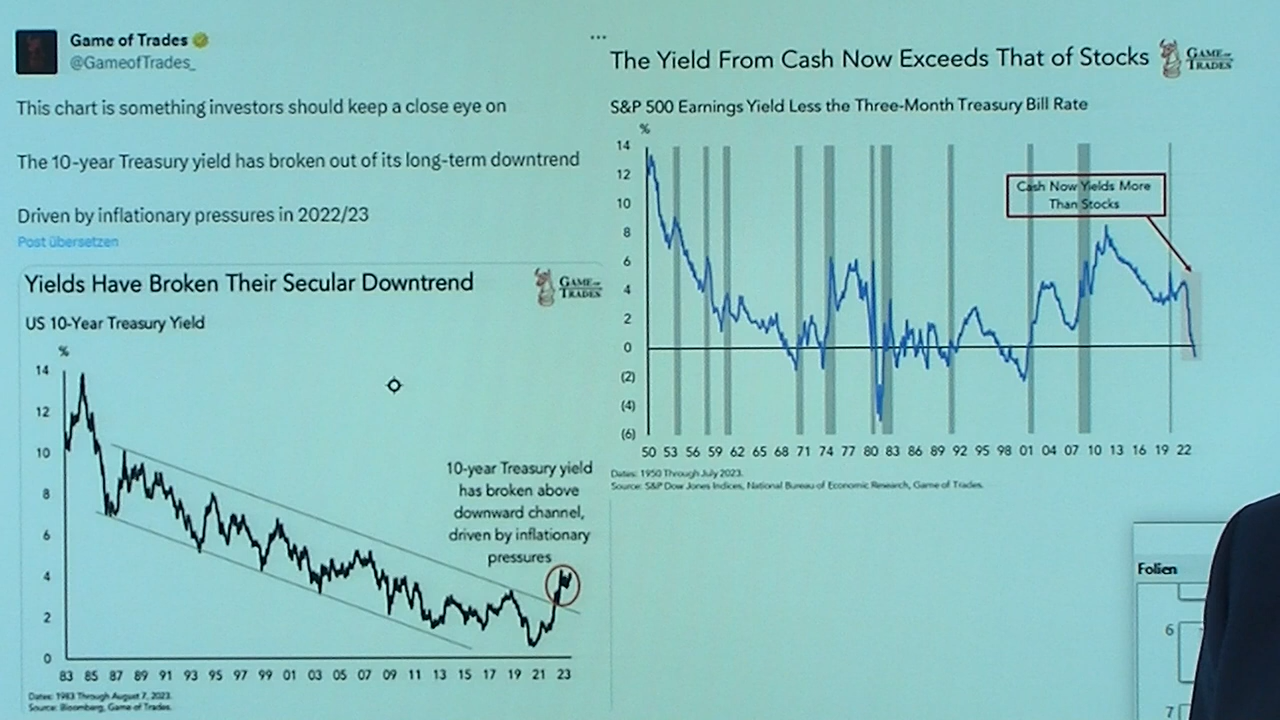 Game of Trades
@GameofTrades_
...
This chart is something investors should keep a close eye on
The 10-year Treasury yield has broken out of its long-term downtrend
Driven by inflationary pressures in 2022/23
Post übersetzen
Yields Have Broken Their Secular Downtrend
GAME OF TRADES
US 10-Year Treasury Yield
%
14
12
10
8
6
4
2
0
10-year Treasury yield
has broken above
downward channel,
driven by inflationary
pressures
83 85 87 89 91 93 95 97 99 01 03 05 07 09 11 13 15 17 19 21 23
Dates: 1983 Through August 7, 2023.
Source: Bloomberg, Game of Trades.
The Yield From Cash Now Exceeds That of Stocks
GAME OF TRADES
S&P 500 Earnings Yield Less the Three-Month Treasury Bill Rate
%
14
12
10
8
6
4
2
0
(2)
(4)
(6)
Cash Now Yields More
Than Stocks
50 53 56 59 62 65 68 71 74 77 80 83 86 89 92 95 98 01 04 07 10 13 16 19 22
Dates: 1950 Through July 2023.
Source: S&P Dow Jones Indices, National Bureau of Economic Research, Game of Trades.
Folien
6
7